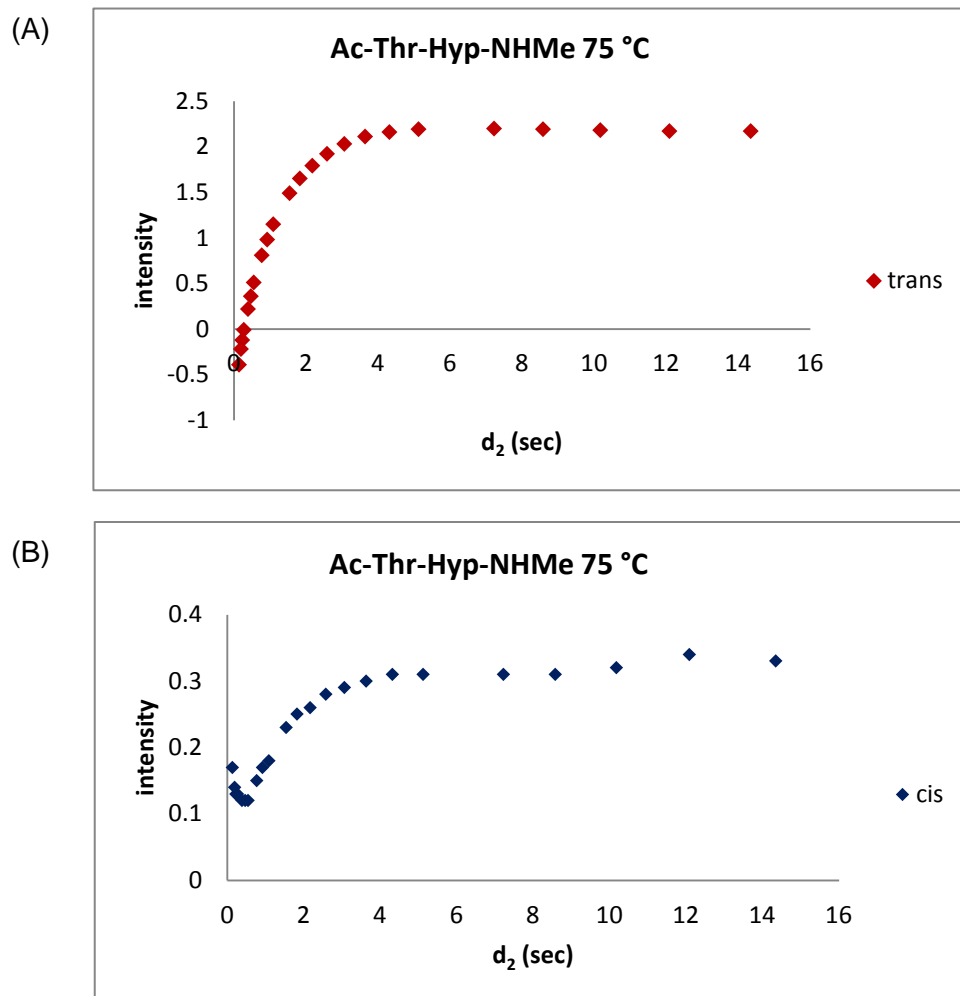 (A)
Ac-Thr-Hyp-NHMe 75 °C
2.5
2
1.5
1
0.5
0
-0.5
-1
0 2 4 6 8 10 12 14 16
intensity
d2 (sec)
trans
(B)
Ac-Thr-Hyp-NHMe 75 °C
0.4
0.3
0.2
0.1
0
0 2 4 6 8 10 12 14 16
intensity
d2 (sec)
cis